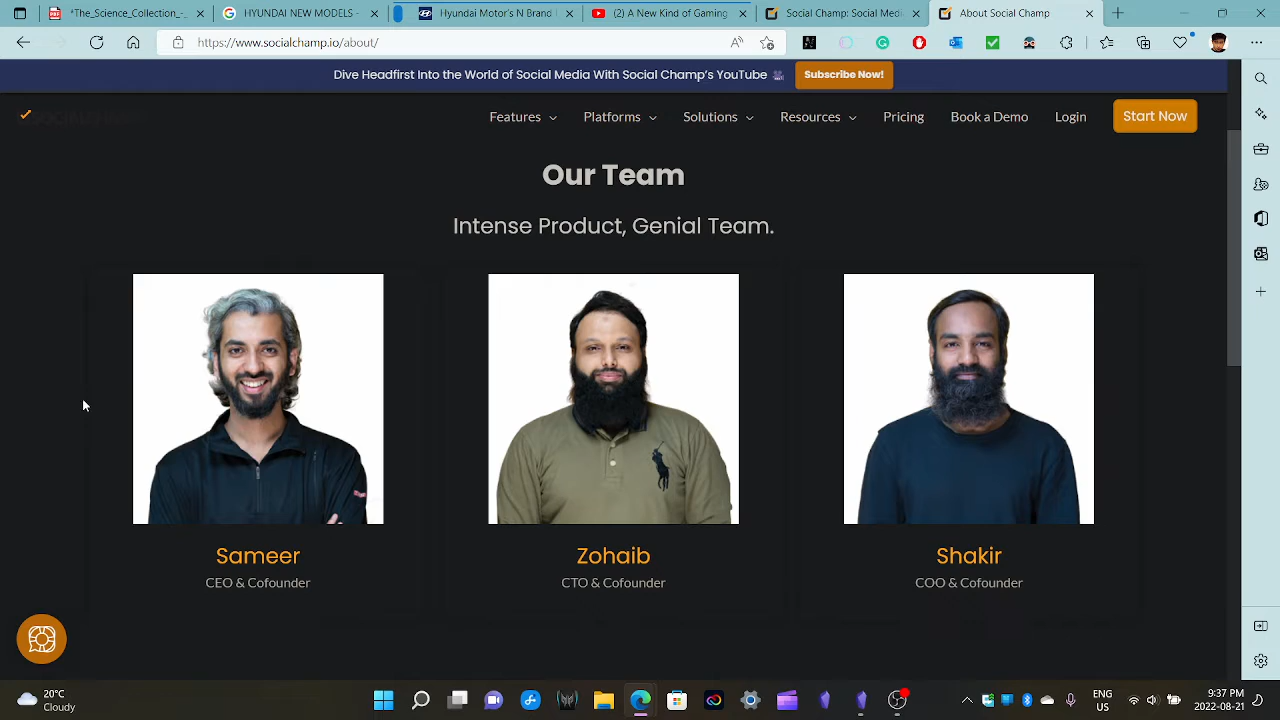 Science_Connection_-_T
NEW HYUNDAI MODELS -
Hyundai Motor's N Brand U
(2) A New Kind of Gaming
Social Champ: Social Med
About Social Champ
https://www.socialchamp.io/about/
Dive Headfirst Into the World of Social Media With Social Champ's YouTube
Subscribe Now!
Features
Platforms
Solutions
Resources
Pricing
Book a Demo
Login
Start Now
Our Team
Intense Product, Genial Team.
Sameer
CEO & Cofounder
Zohaib
CTO & Cofounder
Shakir
COO & Cofounder
20°C
Cloudy
ENG
US
9:37 PM
2022-08-21